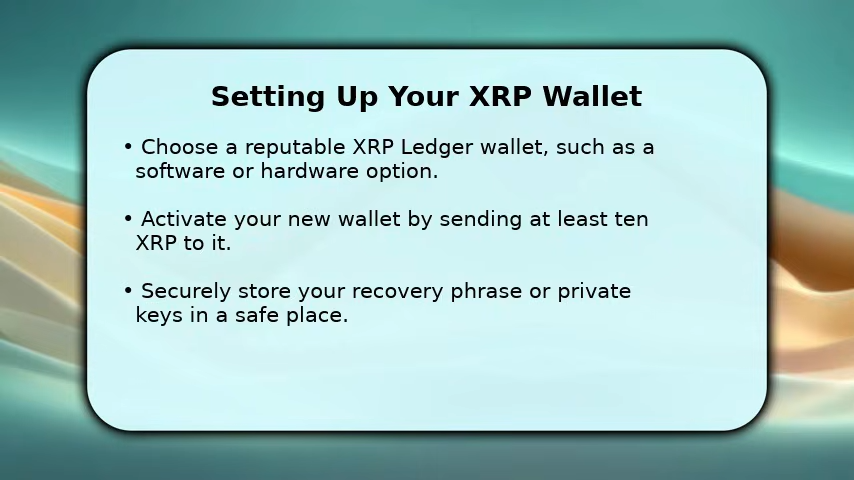 Setting Up Your XRP Wallet
• Choose a reputable XRP Ledger wallet, such as a
software or hardware option.
• Activate your new wallet by sending at least ten
XRP to it.
• Securely store your recovery phrase or private
keys in a safe place.